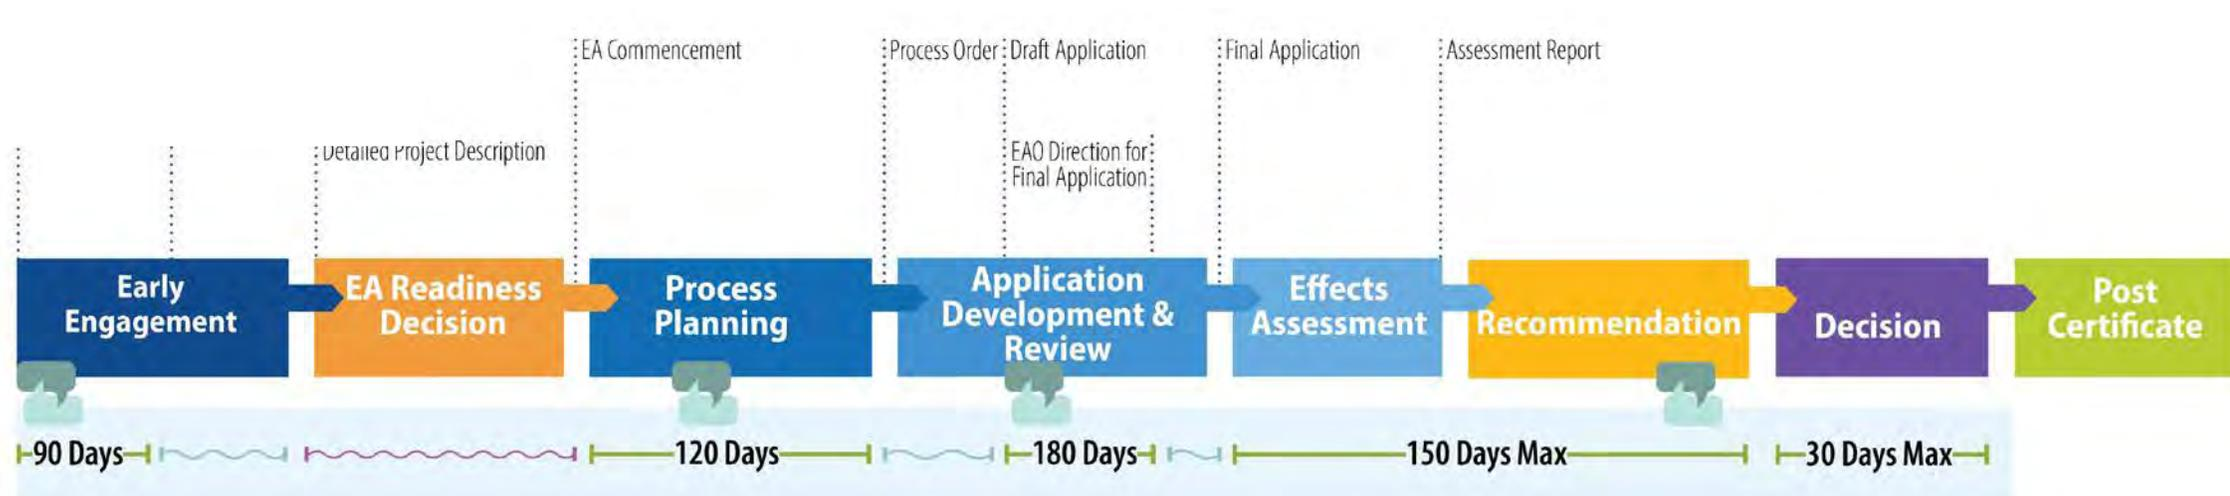 EA Commencement
Process Order
Draft Application
Final Application
Assessment Report
Detailed Project Description
EAO Direction for
Final Application
Early
Engagement
EA Readiness
Decision
Process
Planning
Application
Development &
Review
Effects
Assessment
Recommendation
Decision
Post
Certificate
90 Days
120 Days
180 Days
150 Days Max
30 Days Max